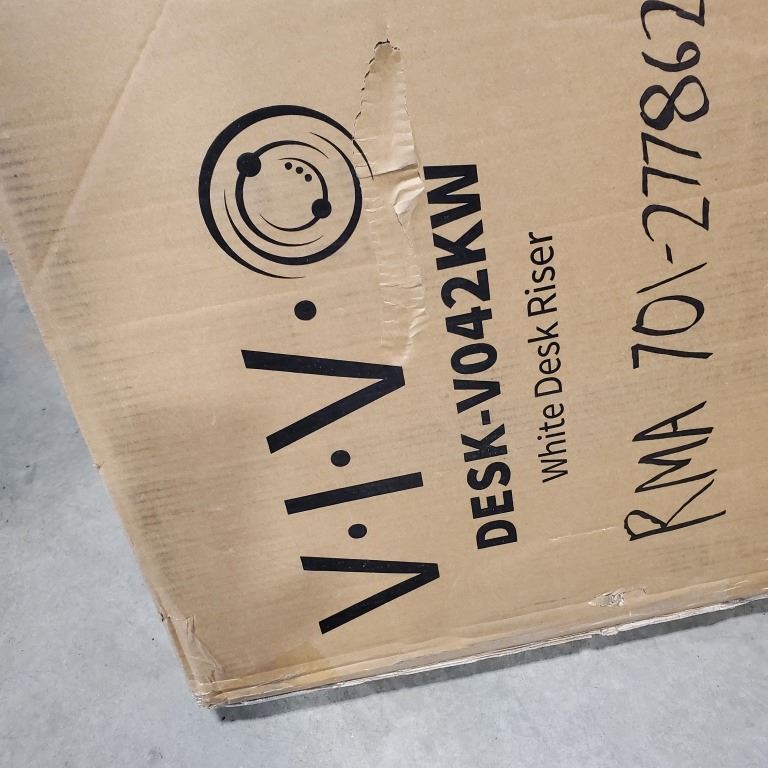 V·I·V·O
DESK-V042KW
White Desk Riser
RMA 701-277862